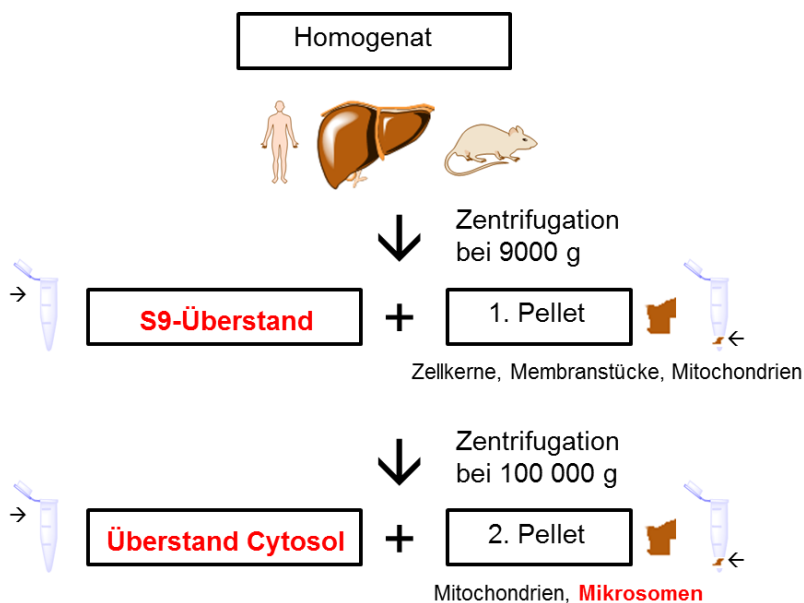 Homogenat
Zentrifugation
bei 9000 g
S9-Überstand + 1. Pellet
Zellkerne, Membranstücke, Mitochondrien
Zentrifugation
bei 100 000 g
Überstand Cytosol + 2. Pellet
Mitochondrien, Mikrosomen